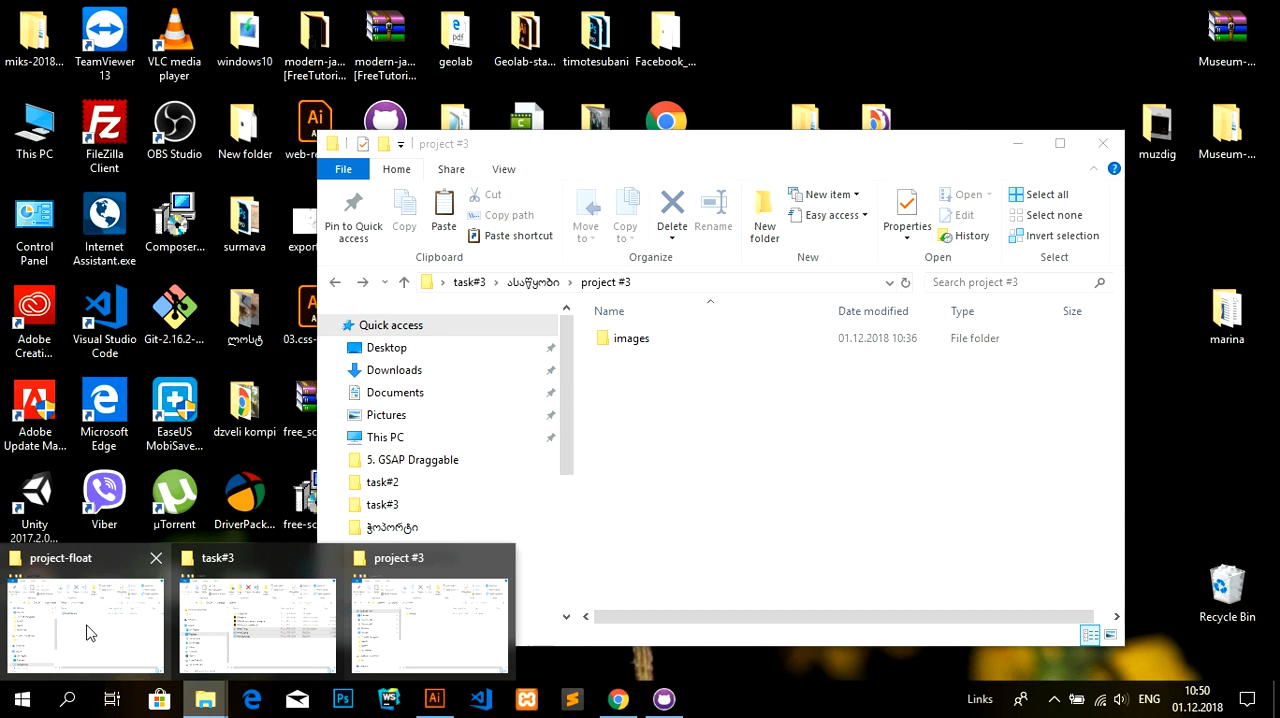 miks-2018...
TeamViewer
13
VLC media
player
windows10
modern-ja...
[FreeTutori...
modern-ja...
[FreeTutori...
geolab
Geolab-sta...
timotesubani
Facebook_...
Museum-...
This PC
FileZilla
Client
OBS Studio
New folder
web-re
muzdig
Museum-...
project #3
File
Home
Share
View
Pin to Quick
access
Copy
Paste
Cut
Copy path
Paste shortcut
Clipboard
Move
to
Copy
to
Delete
Rename
Organize
New
folder
New item
Easy access
New
Properties
Open
Edit
History
Open
Select all
Select none
Invert selection
Select
Control
Panel
Internet
Assistant.exe
Composer...
surmava
export
task#3
ასაწყობი
project #3
Search project #3
Name
Date modified
Type
Size
images
01.12.2018 10:36
File folder
Quick access
Desktop
Downloads
Documents
Pictures
This PC
5. GSAP Draggable
task#2
task#3
ჭოპორტი
Adobe
Creati...
Visual Studio
Code
Git-2.16.2-...
ლოსტ
03.css-
marina
Adobe
Update Ma...
Microsoft
Edge
EaseUS
MobiSave...
dzveli kompi
free_sc
Unity
2017.2.0...
Viber
µTorrent
DriverPack...
free-sc
Recycle Bin
project-float
task#3
project #3
Links
ENG
10:50
01.12.2018